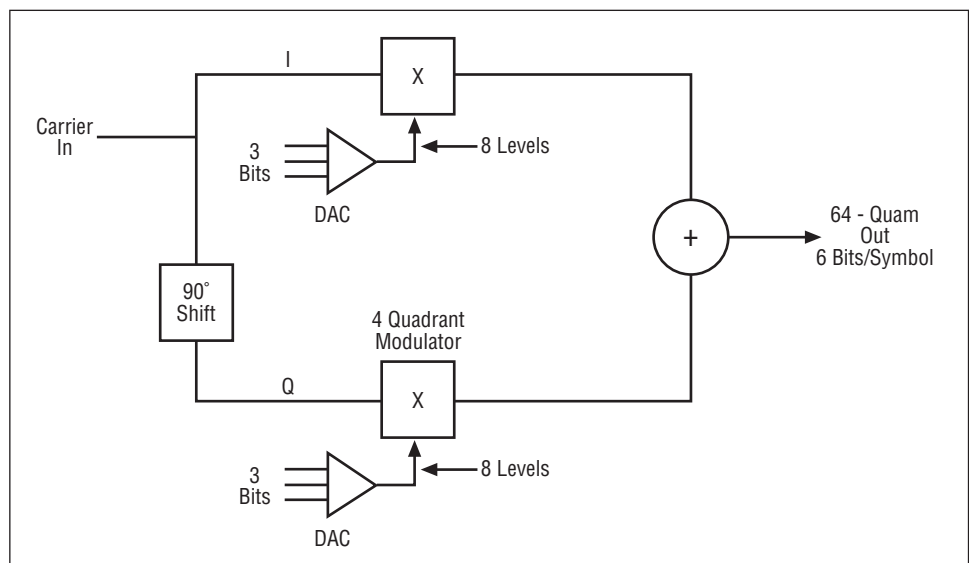 I
X
Carrier
In
3
Bits
8 Levels
DAC
64 - Quam
Out
6 Bits/Symbol
+
90°
Shift
4 Quadrant
Modulator
Q
X
3
Bits
8 Levels
DAC